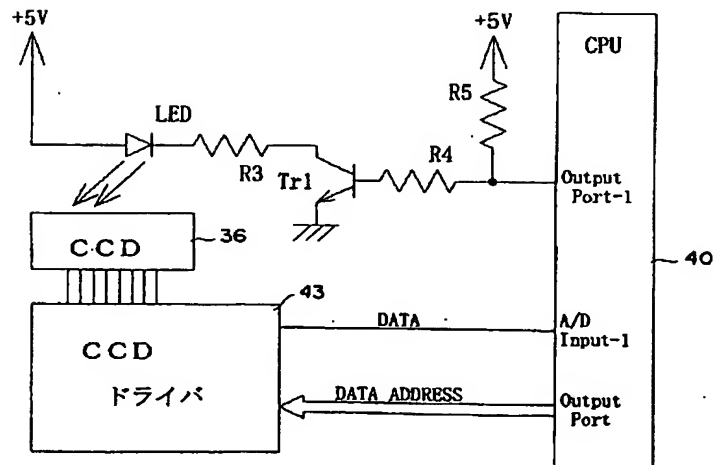 +5V
+5V
CPU
LED
R5
R3
Tr1
R4
Output
Port-1
CCD
36
40
43
DATA
A/D
Input-1
CCD
ドライバ
DATA ADDRESS
Output
Port